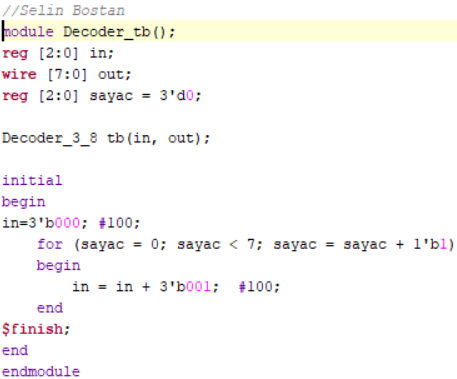 //Selin Bostan
module Decoder_tb();
reg [2:0] in;
wire [7:0] out;
reg [2:0] sayac = 3'd0;

Decoder_3_8 tb(in, out);

initial
begin
in=3'b000; #100;
    for (sayac = 0; sayac < 7; sayac = sayac + 1'b1)
    begin
        in = in + 3'b001;  #100;
    end
$finish;
end
endmodule